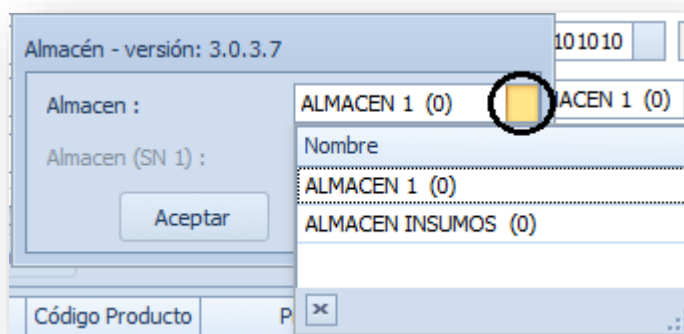 Almacén - versión: 3.0.3.7
101010
Almacen :
ALMACEN 1 (0)
ACEN 1 (0)
Almacen (SN 1) :
Nombre
ALMACEN 1 (0)
ALMACEN INSUMOS (0)
Aceptar
Código Producto
P